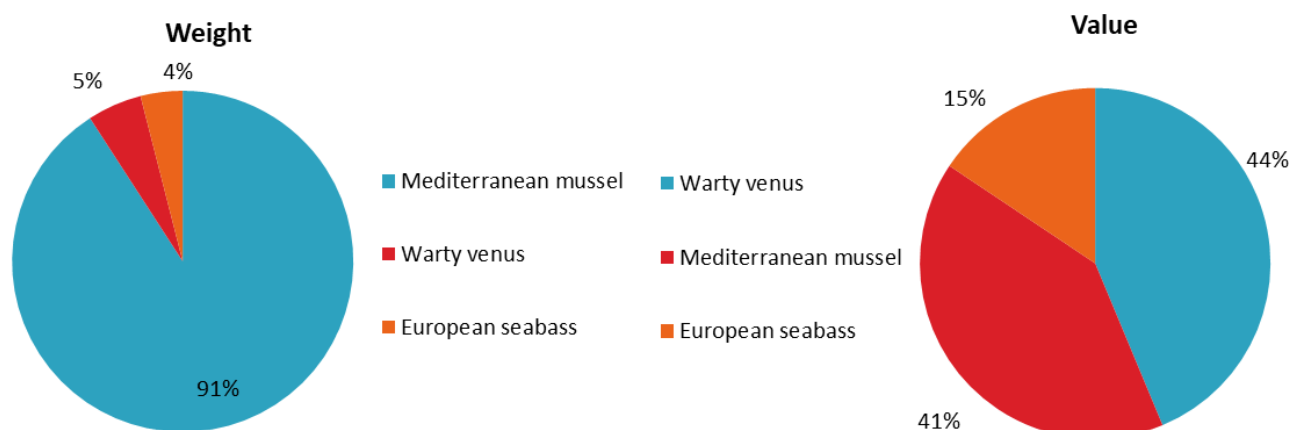 Weight
4%
5%
91%
Mediterranean mussel
Warty venus
European seabass
Value
15%
44%
41%
Warty venus
Mediterranean mussel
European seabass